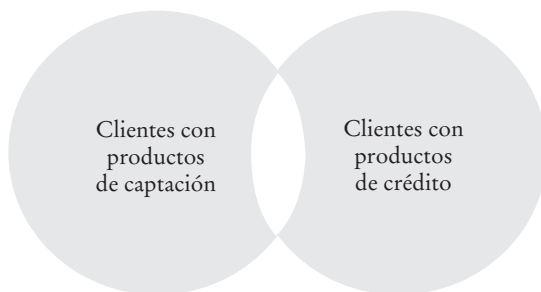 Clientes con
productos
de captación
Clientes con
productos
de crédito